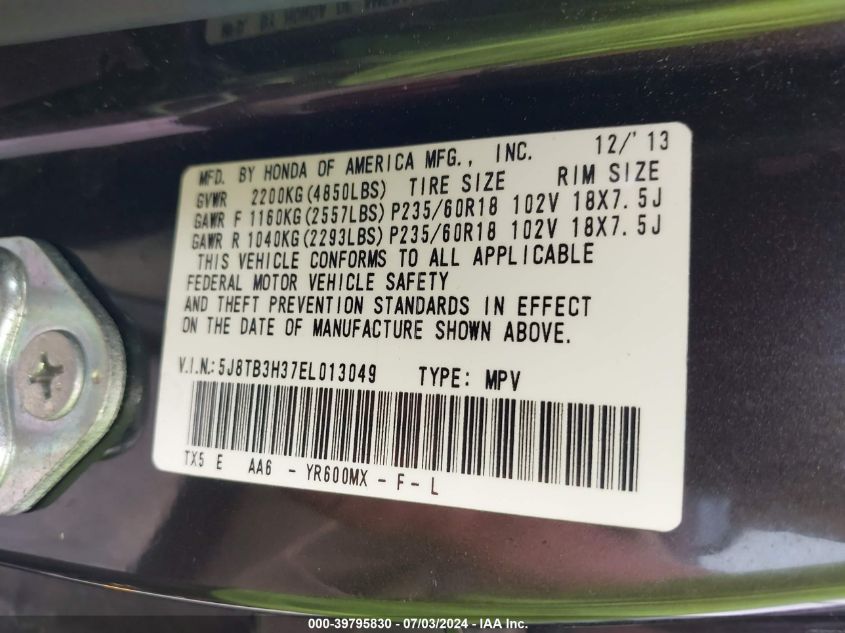 MFD. BY HONDA OF AMERICA MFG., INC. 12/'13
GVWR 2200KG(4850LBS) TIRE SIZE RIM SIZE
GAWR F 1160KG(2557LBS) P235/60R18 102V 18X7.5J
GAWR R 1040KG(2293LBS) P235/60R18 102V 18X7.5J
THIS VEHICLE CONFORMS TO ALL APPLICABLE
FEDERAL MOTOR VEHICLE SAFETY
AND THEFT PREVENTION STANDARDS IN EFFECT
ON THE DATE OF MANUFACTURE SHOWN ABOVE.
V.I.N.: 5J8TB3H37EL013049 TYPE: MPV
TX5 E AA6 - YR600MX - F - L
000-39795830 - 07/03/2024 - IAA Inc.